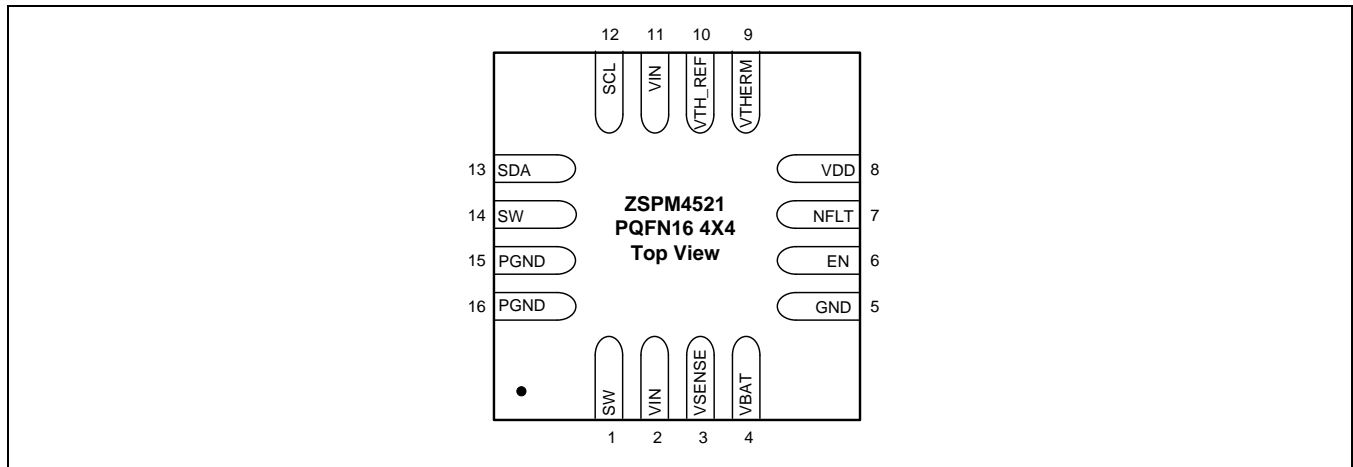 12 11 10 9
SCL VIN VTH_REF VTHERM
13 SDA VDD 8
14 SW NFLT 7
15 PGND EN 6
16 PGND GND 5
ZSPM4521
PQFN16 4X4
Top View
SW VIN VSENSE VBAT
1 2 3 4